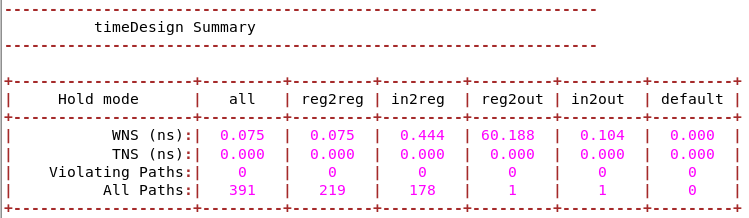 ------------------------------------------------------------------
timeDesign Summary
------------------------------------------------------------------
+--------------------+---------+---------+---------+---------+---------+---------+
|     Hold mode      |   all   | reg2reg | in2reg  | reg2out | in2out  | default |
+--------------------+---------+---------+---------+---------+---------+---------+
|           WNS (ns):|  0.075  |  0.075  |  0.444  | 60.188  |  0.104  |  0.000  |
|           TNS (ns):|  0.000  |  0.000  |  0.000  |  0.000  |  0.000  |  0.000  |
|    Violating Paths:|    0    |    0    |    0    |    0    |    0    |    0    |
|          All Paths:|   391   |   219   |   178   |    1    |    1    |    0    |
+--------------------+---------+---------+---------+---------+---------+---------+